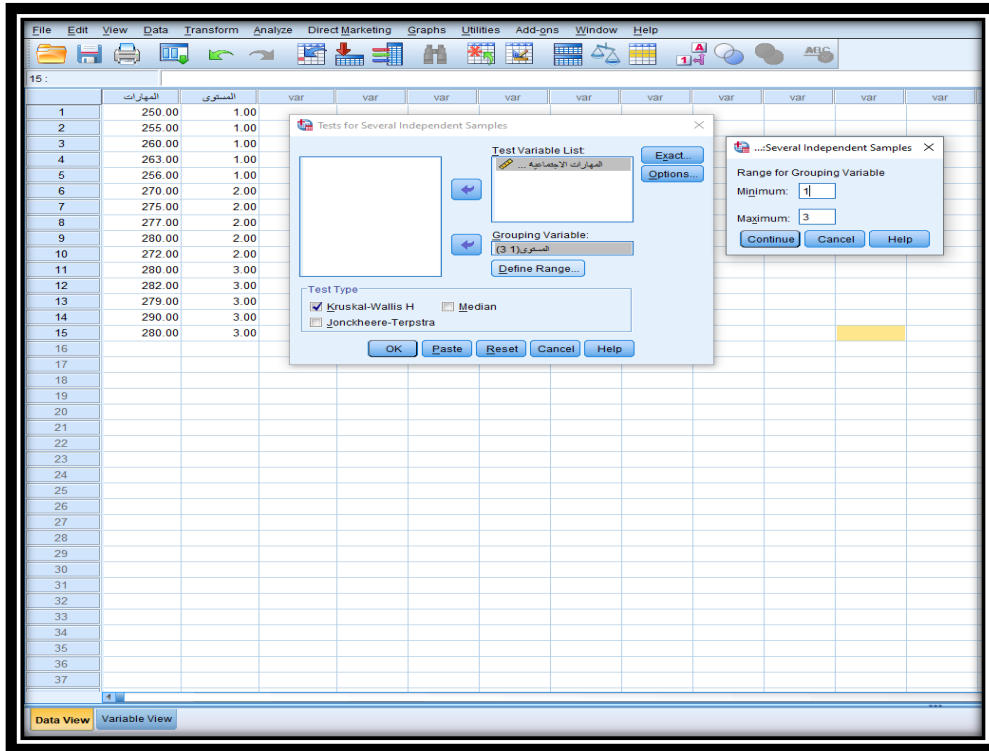 File Edit View Data Transform Analyze Direct Marketing Graphs Utilities Add-ons Window Help
15 :
المهارات المستوى var var var var var var var var var var
1 250.00 1.00
2 255.00 1.00
3 260.00 1.00
4 263.00 1.00
5 256.00 1.00
6 270.00 2.00
7 275.00 2.00
8 277.00 2.00
9 280.00 2.00
10 272.00 2.00
11 280.00 3.00
12 282.00 3.00
13 279.00 3.00
14 290.00 3.00
15 280.00 3.00
16
17
18
19
20
21
22
23
24
25
26
27
28
29
30
31
32
33
34
35
36
37
Tests for Several Independent Samples
Test Variable List:
المهارات الاجتماعية ...
Exact...
Options...
Grouping Variable:
المستوى(1 3)
Define Range...
Test Type
Kruskal-Wallis H Median
Jonckheere-Terpstra
OK Paste Reset Cancel Help
...:Several Independent Samples
Range for Grouping Variable
Minimum: 1
Maximum: 3
Continue Cancel Help
Data View Variable View